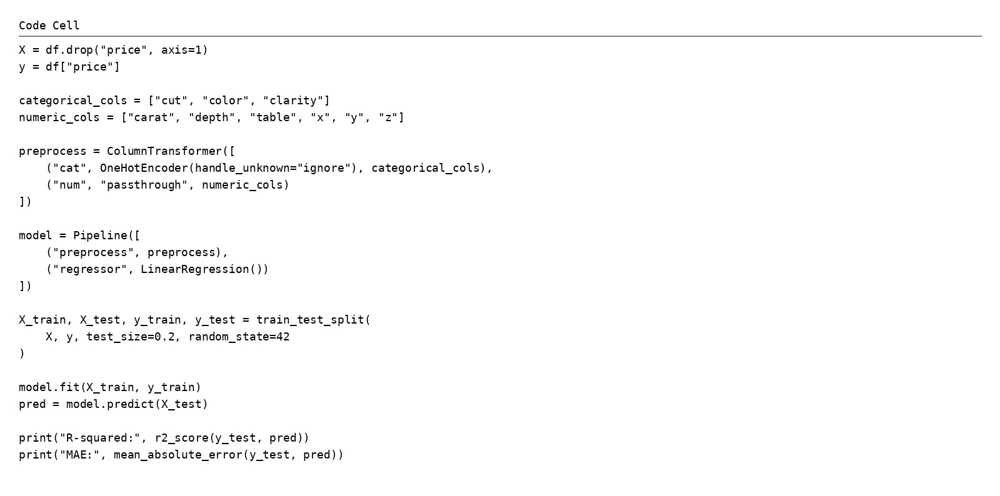 Code Cell
X = df.drop("price", axis=1)
y = df["price"]

categorical_cols = ["cut", "color", "clarity"]
numeric_cols = ["carat", "depth", "table", "x", "y", "z"]

preprocess = ColumnTransformer([
    ("cat", OneHotEncoder(handle_unknown="ignore"), categorical_cols),
    ("num", "passthrough", numeric_cols)
])

model = Pipeline([
    ("preprocess", preprocess),
    ("regressor", LinearRegression())
])

X_train, X_test, y_train, y_test = train_test_split(
    X, y, test_size=0.2, random_state=42
)

model.fit(X_train, y_train)
pred = model.predict(X_test)

print("R-squared:", r2_score(y_test, pred))
print("MAE:", mean_absolute_error(y_test, pred))